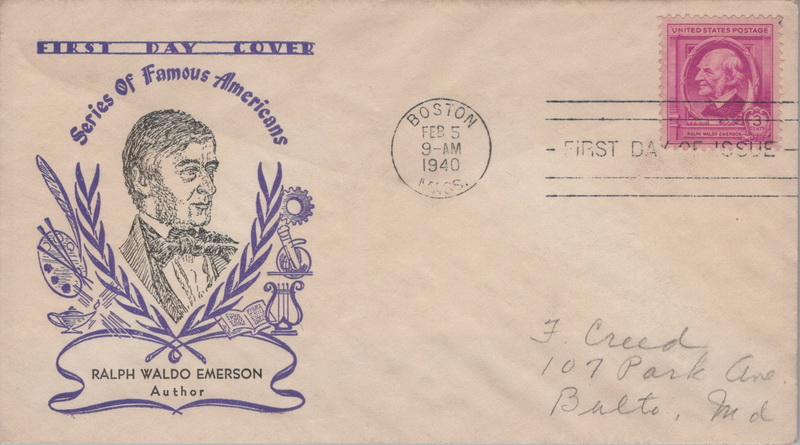 FIRST DAY COVER
Series Of Famous Americans
RALPH WALDO EMERSON
Author
BOSTON
FEB 5
9-AM
1940
MASS.
FIRST DAY OF ISSUE
UNITED STATES POSTAGE
3
CENTS
RALPH WALDO EMERSON
F. Creed
107 Park Ave.
Balto, Md